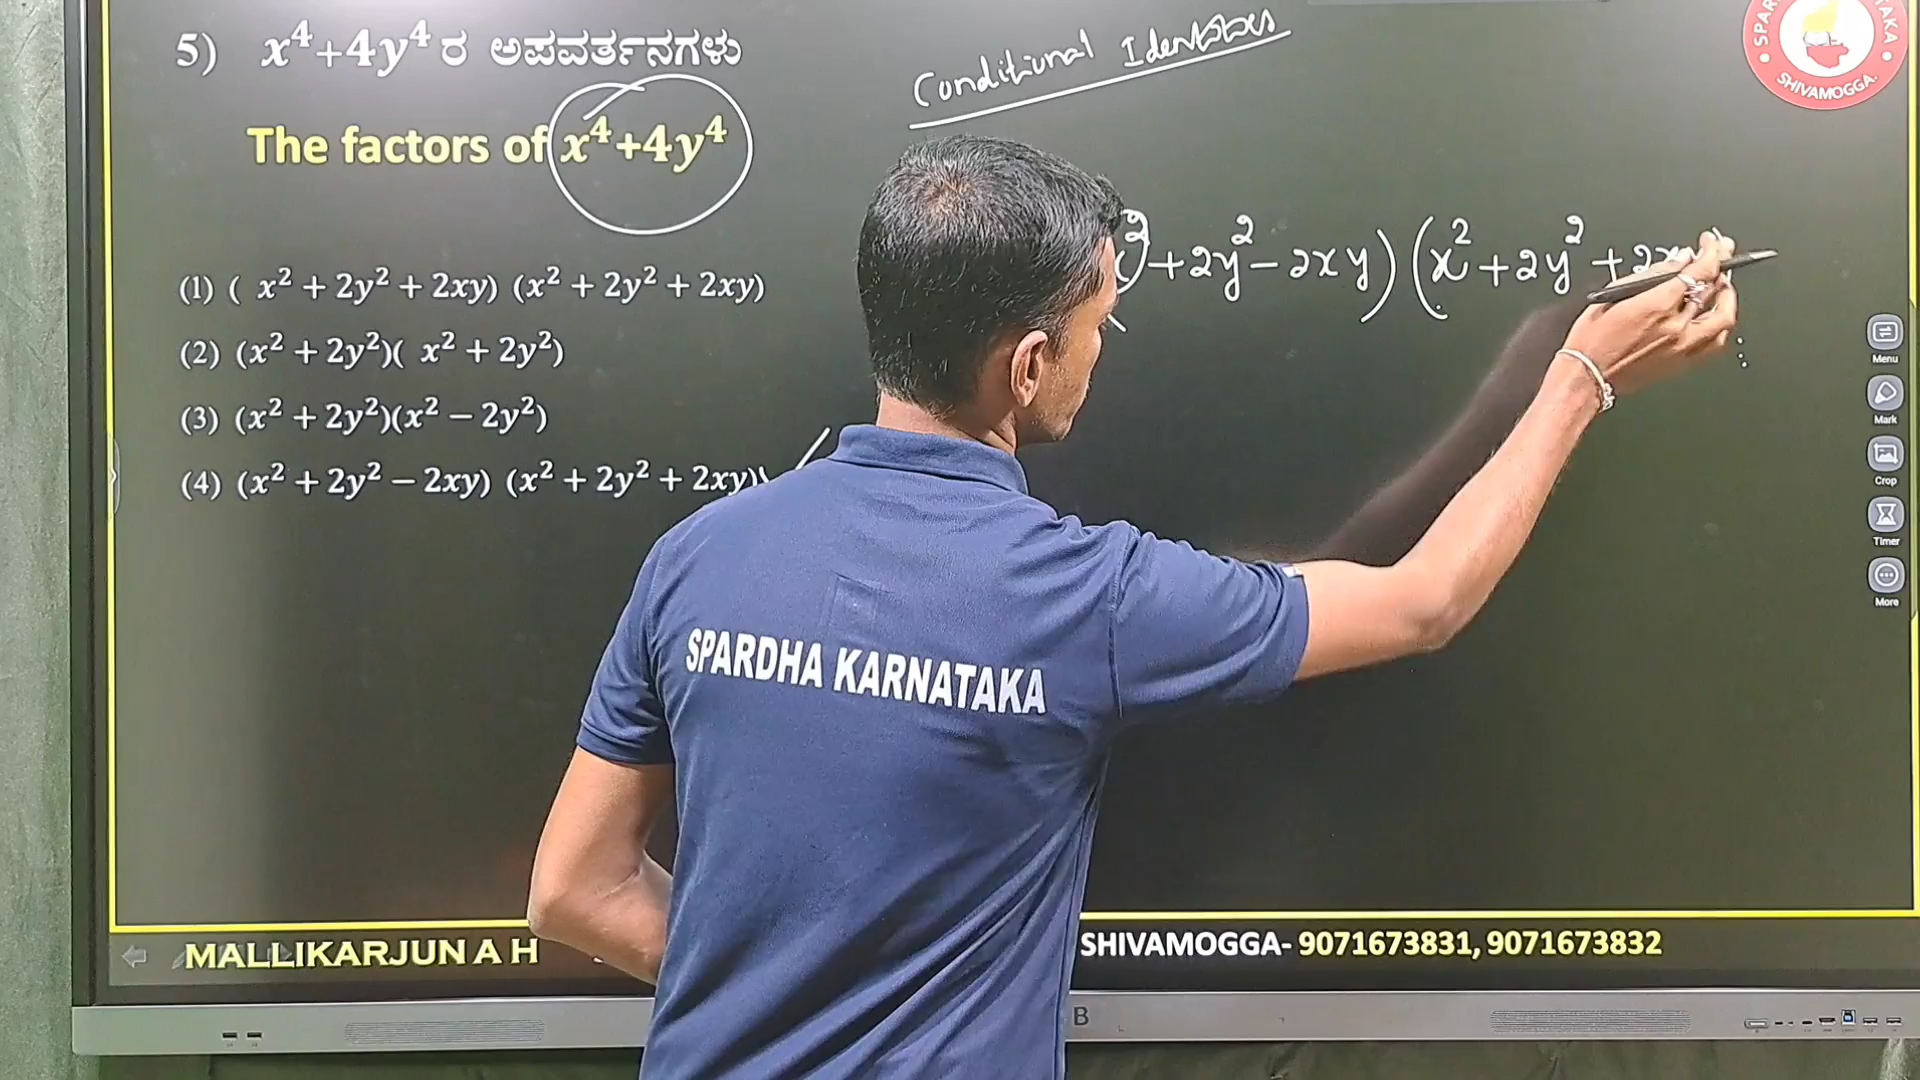 5) x⁴+4y⁴ ರ ಅಪವರ್ತನಗಳು
The factors of x⁴+4y⁴
(1) ( x² + 2y² + 2xy) (x² + 2y² + 2xy)
(2) (x² + 2y²)( x² + 2y²)
(3) (x² + 2y²)(x² − 2y²)
(4) (x² + 2y² − 2xy) (x² + 2y² + 2xy)
Conditional
+2y²-2xy) (x²+2y²+2x
SHIVAMOGGA.
Menu
Mark
Crop
Timer
More
SPARDHA KARNATAKA
MALLIKARJUN A H
SHIVAMOGGA- 9071673831, 9071673832
B